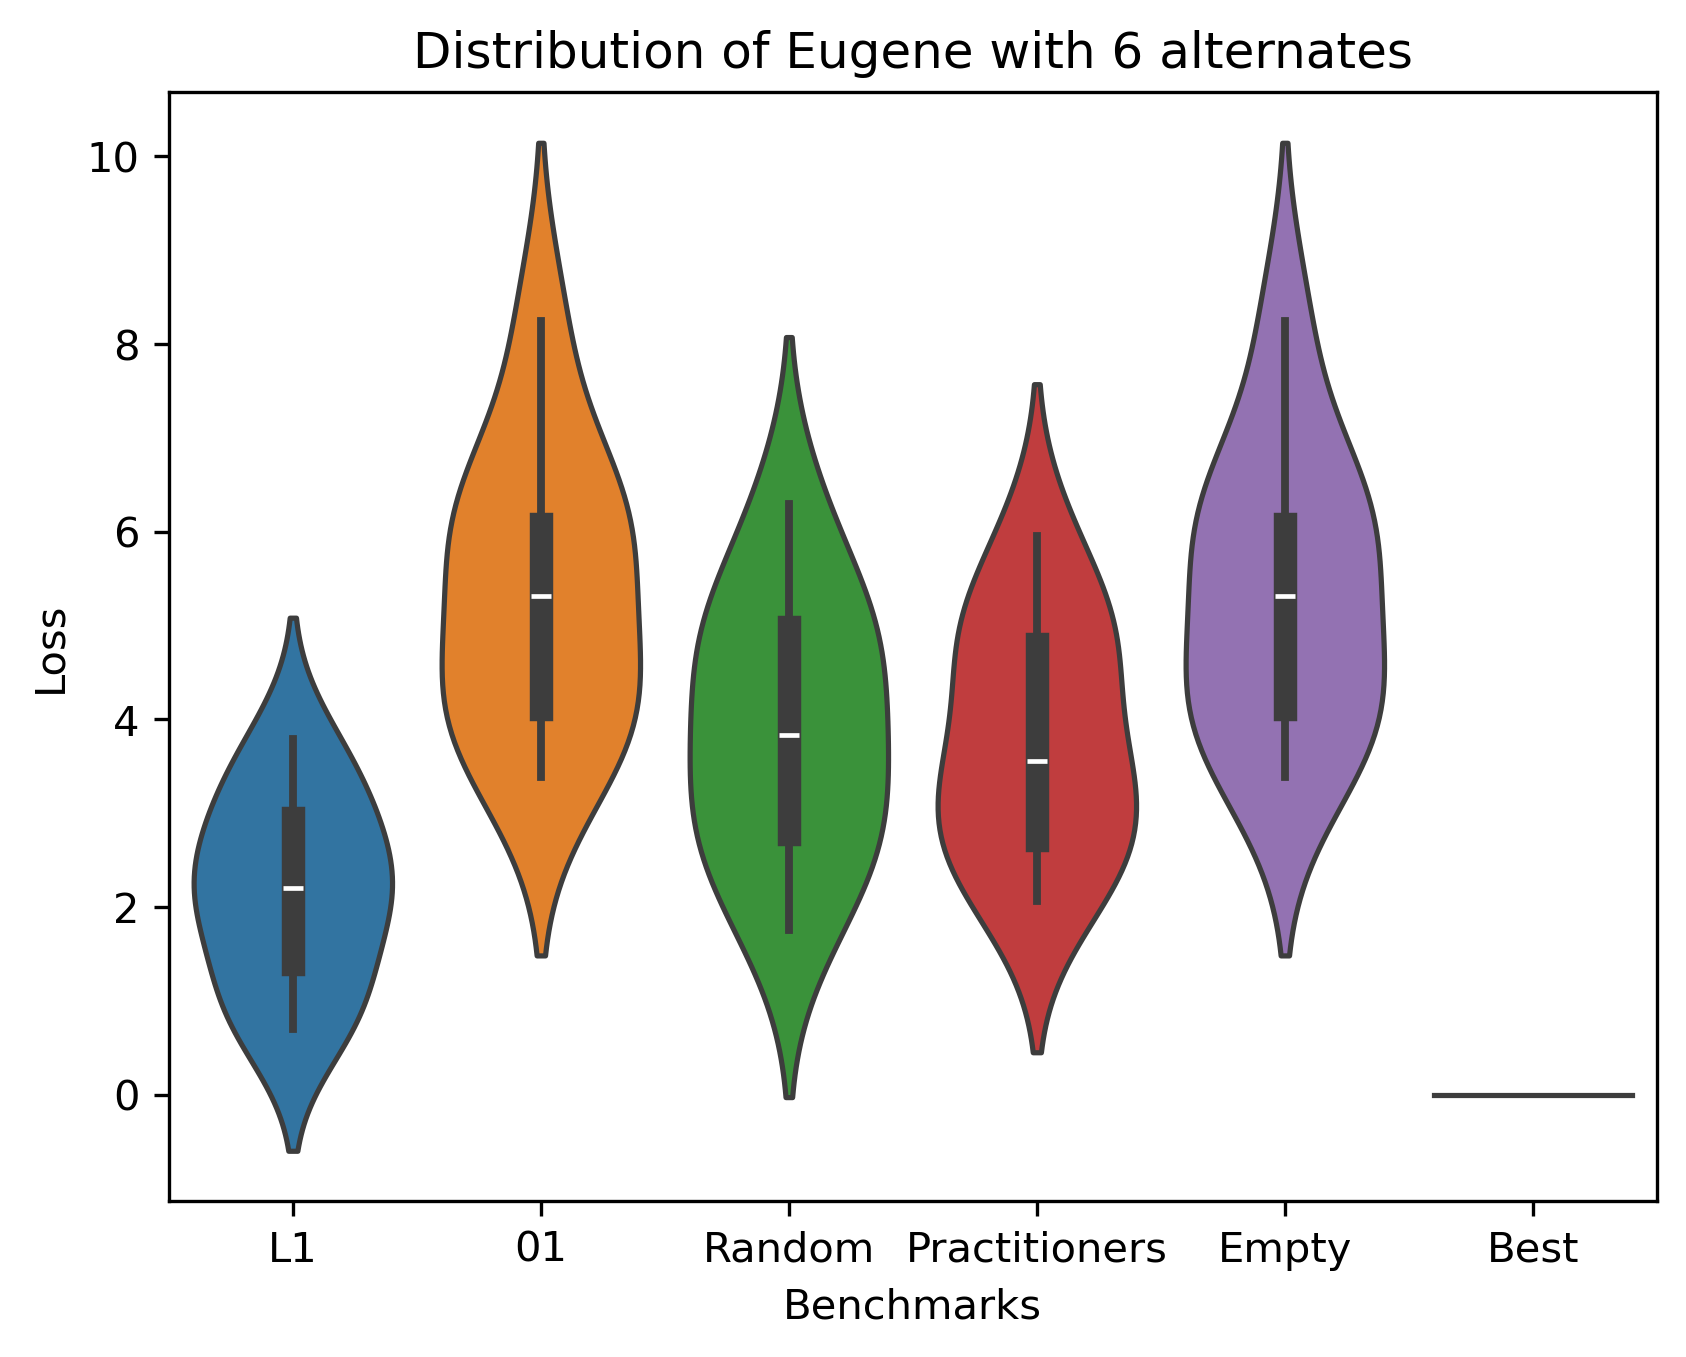 Distribution of Eugene with 6 alternates
10
8
6
4
2
0
Loss
L1 01 Random Practitioners Empty Best
Benchmarks